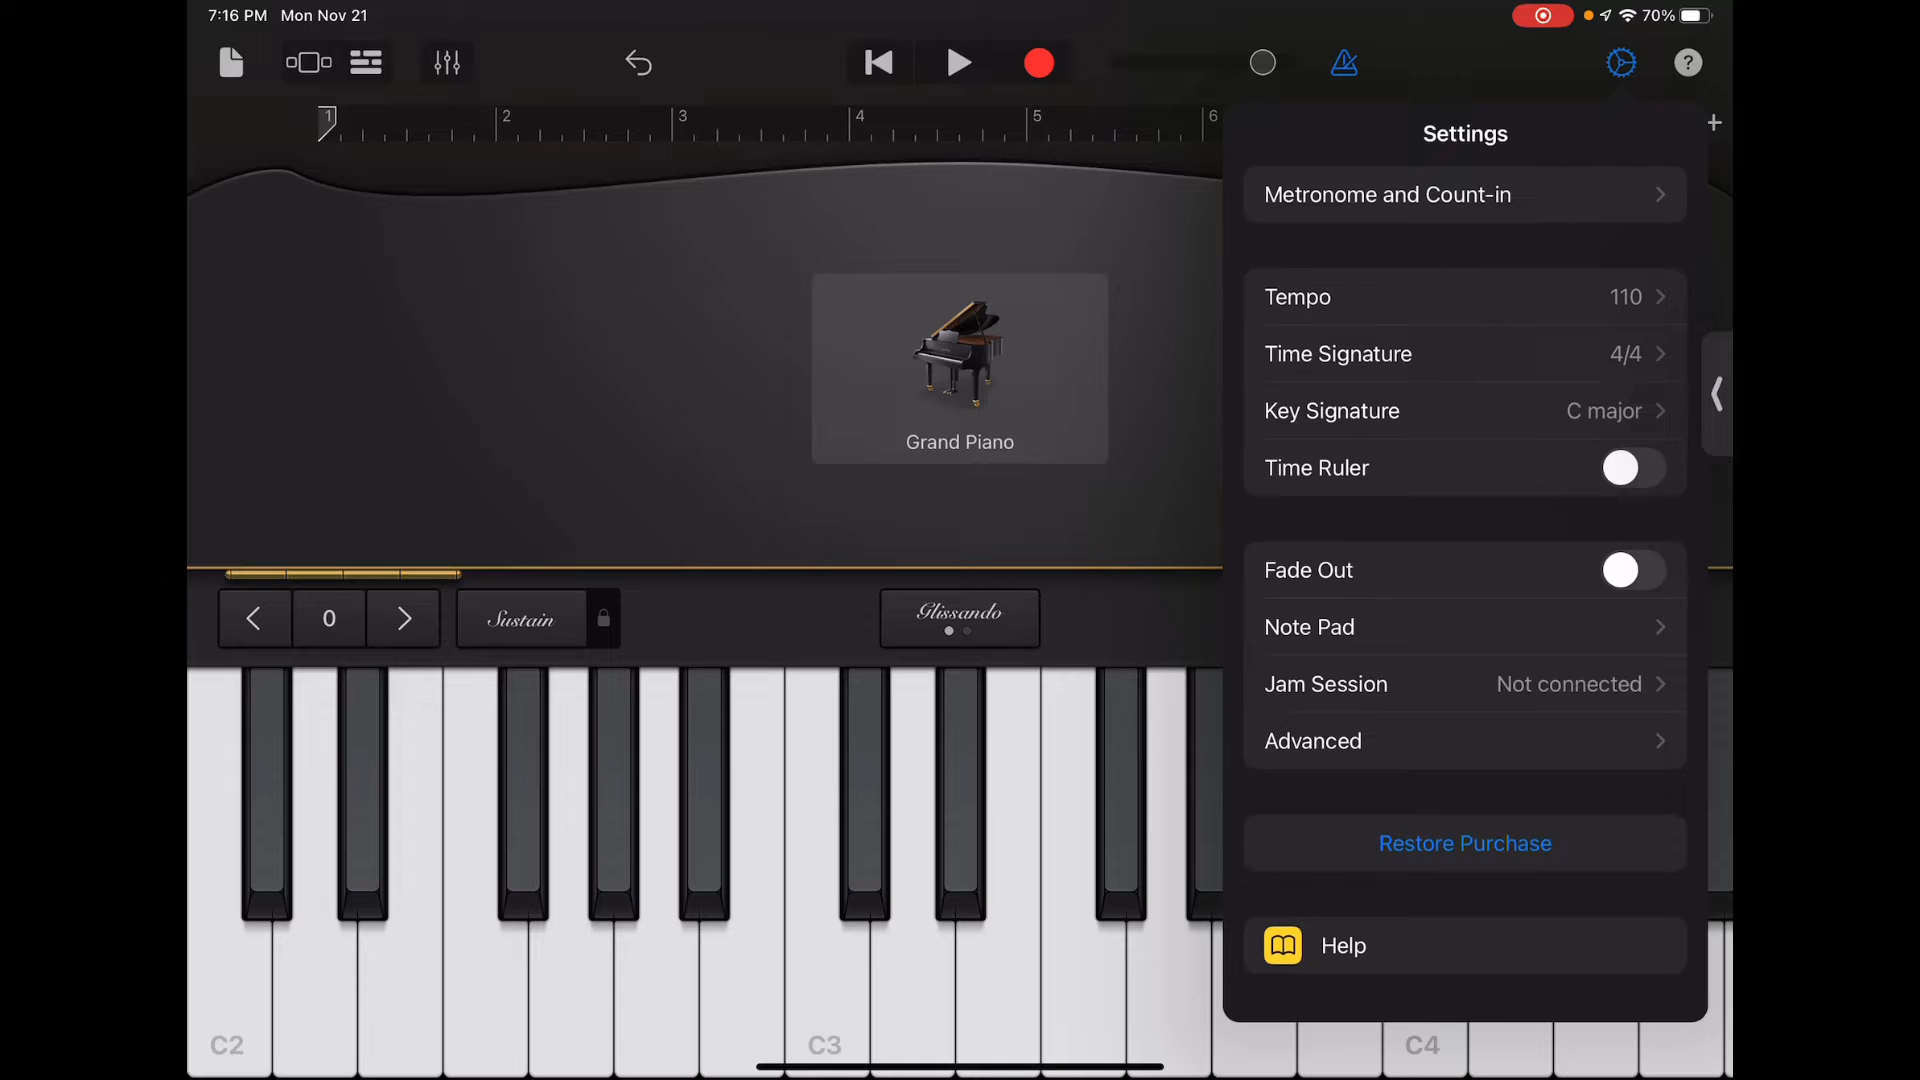 7:16 PM Mon Nov 21
70%
?
1 2 3 4 5 6
Settings
Metronome and Count-in
Tempo 110
Time Signature 4/4
Key Signature C major
Time Ruler
Grand Piano
Fade Out
0 Sustain Glissando
Note Pad
Jam Session Not connected
Advanced
Restore Purchase
Help
C2 C3 C4